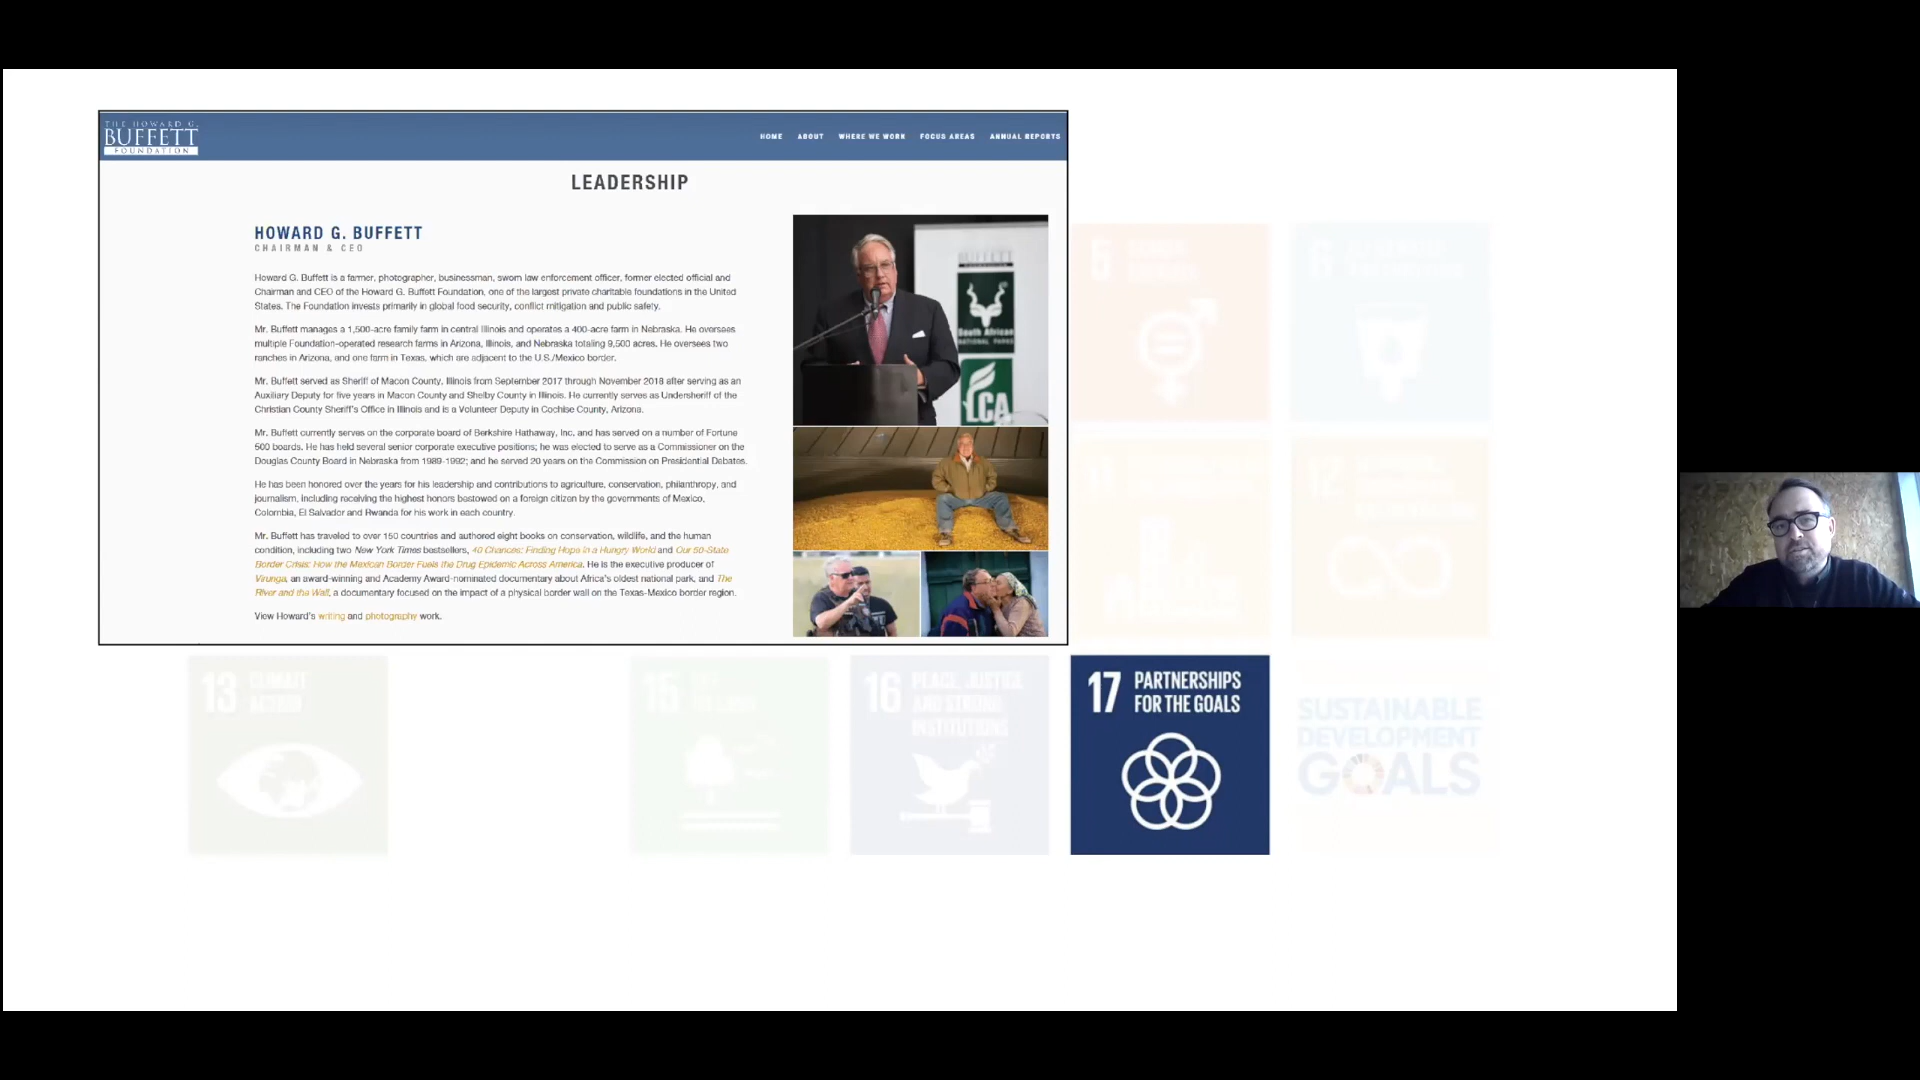 THE HOWARD G.
BUFFETT
FOUNDATION
HOME ABOUT WHERE WE WORK FOCUS AREAS ANNUAL REPORTS
LEADERSHIP
HOWARD G. BUFFETT
CHAIRMAN & CEO
Howard G. Buffett is a farmer, photographer, businessman, sworn law enforcement officer, former elected official and
Chairman and CEO of the Howard G. Buffett Foundation, one of the largest private charitable foundations in the United
States. The Foundation invests primarily in global food security, conflict mitigation and public safety.
Mr. Buffett manages a 1,500-acre family farm in central Illinois and operates a 400-acre farm in Nebraska. He oversees
multiple Foundation-operated research farms in Arizona, Illinois, and Nebraska totaling 9,500 acres. He oversees two
ranches in Arizona, and one farm in Texas, which are adjacent to the U.S./Mexico border.
Mr. Buffett served as Sheriff of Macon County, Illinois from September 2017 through November 2018 after serving as an
Auxiliary Deputy for five years in Macon County and Shelby County in Illinois. He currently serves as Undersheriff of the
Christian County Sheriff's Office in Illinois and is a Volunteer Deputy in Cochise County, Arizona.
Mr. Buffett currently serves on the corporate board of Berkshire Hathaway, Inc. and has served on a number of Fortune
500 boards. He has held several senior corporate executive positions; he was elected to serve as a Commissioner on the
Douglas County Board in Nebraska from 1989-1992; and he served 20 years on the Commission on Presidential Debates.
He has been honored over the years for his leadership and contributions to agriculture, conservation, philanthropy, and
journalism, including receiving the highest honors bestowed on a foreign citizen by the governments of Mexico,
Colombia, El Salvador and Rwanda for his work in each country.
Mr. Buffett has traveled to over 150 countries and authored eight books on conservation, wildlife, and the human
condition, including two New York Times bestsellers, 40 Chances: Finding Hope in a Hungry World and Our 50-State
Border Crisis: How the Mexican Border Fuels the Drug Epidemic Across America. He is the executive producer of
Virunga, an award-winning and Academy Award-nominated documentary about Africa's oldest national park, and The
River and the Wall, a documentary focused on the impact of a physical border wall on the Texas-Mexico border region.
View Howard's writing and photography work.
BUFFETT
South African
NATIONAL PARKS
LCA
5 GENDER
EQUALITY
6 CLEAN WATER
AND SANITATION
11
12
13 CLIMATE
ACTION
15
16 PEACE, JUSTICE
AND STRONG
INSTITUTIONS
17 PARTNERSHIPS
FOR THE GOALS
SUSTAINABLE
DEVELOPMENT
GOALS